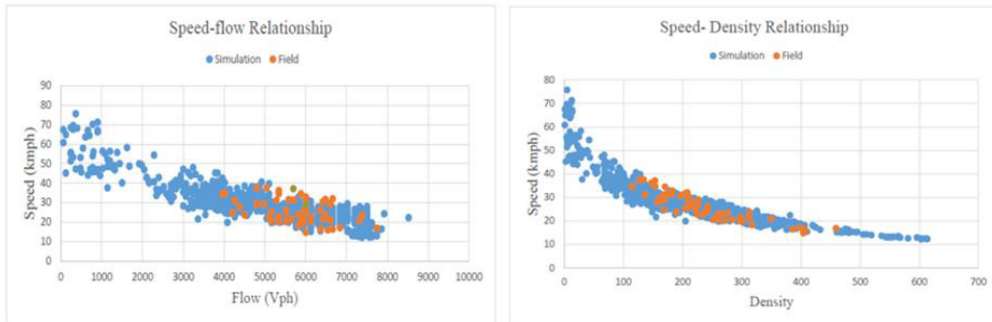 Speed-flow Relationship
Simulation Field
90
80
70
60
50
40
30
20
10
0
Speed (kmph)
0 1000 2000 3000 4000 5000 6000 7000 8000 9000 10000
Flow (Vph)
Speed- Density Relationship
Simulation Field
80
70
60
50
40
30
20
10
0
Speed (kmph)
0 100 200 300 400 500 600 700
Density